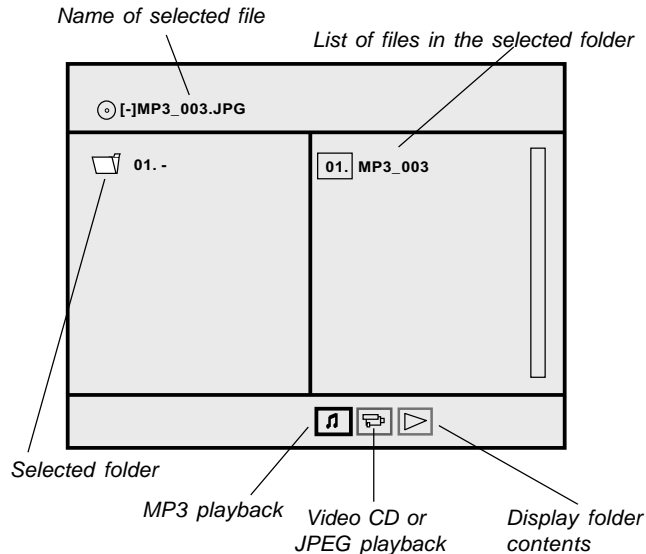 Name of selected file
List of files in the selected folder
[-]MP3_003.JPG
01. -
01. MP3_003
Selected folder
MP3 playback
Video CD or
JPEG playback
Display folder
contents